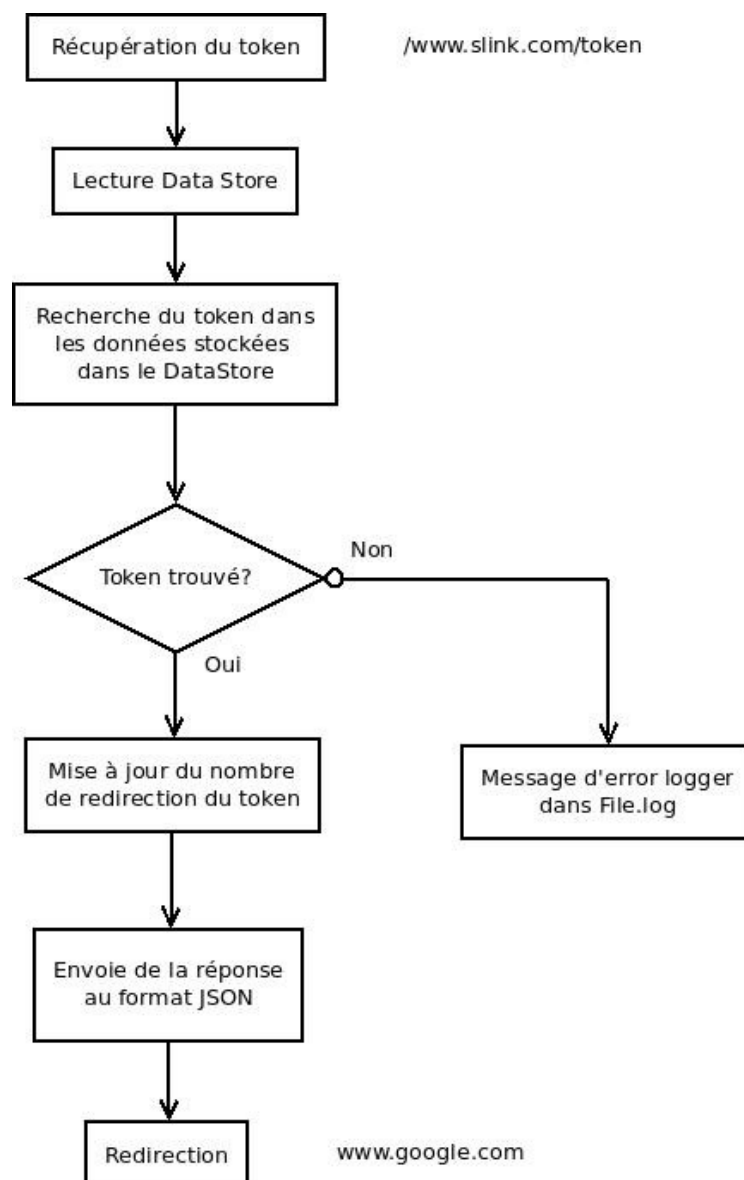 Récupération du token
/www.slink.com/token
Lecture Data Store
Recherche du token dans
les données stockées
dans le DataStore
Token trouvé?
Non
Oui
Mise à jour du nombre
de redirection du token
Message d'error logger
dans File.log
Envoie de la réponse
au format JSON
Redirection
www.google.com